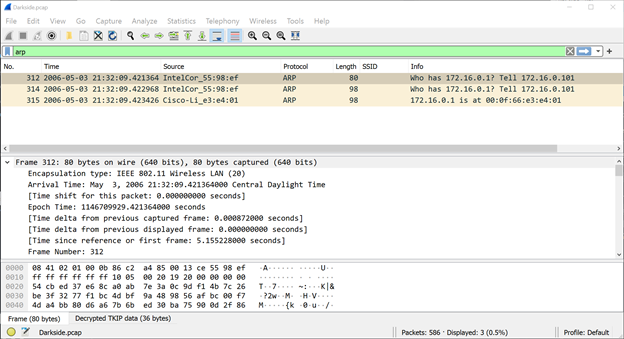 Darkside.pcap
File Edit View Go Capture Analyze Statistics Telephony Wireless Tools Help
arp
No. Time Source Protocol Length SSID Info
312 2006-05-03 21:32:09.421364 IntelCor_55:98:ef ARP 80 Who has 172.16.0.1? Tell 172.16.0.101
314 2006-05-03 21:32:09.422968 IntelCor_55:98:ef ARP 98 Who has 172.16.0.1? Tell 172.16.0.101
315 2006-05-03 21:32:09.423426 Cisco-Li_e3:e4:01 ARP 98 172.16.0.1 is at 00:0f:66:e3:e4:01
Frame 312: 80 bytes on wire (640 bits), 80 bytes captured (640 bits)
Encapsulation type: IEEE 802.11 Wireless LAN (20)
Arrival Time: May 3, 2006 21:32:09.421364000 Central Daylight Time
[Time shift for this packet: 0.000000000 seconds]
Epoch Time: 1146709929.421364000 seconds
[Time delta from previous captured frame: 0.000872000 seconds]
[Time delta from previous displayed frame: 0.000000000 seconds]
[Time since reference or first frame: 5.155228000 seconds]
Frame Number: 312
0000 08 41 02 01 00 0b 86 c2 a4 85 00 13 ce 55 98 ef ·A······ ·····U··
0010 ff ff ff ff ff ff 10 05 00 20 19 20 00 00 00 00
0020 54 cb ed 37 e6 8c a0 ab 7e 3a 0c 9d f1 4b 7c 26 T··7···· ~:···K|&
0030 be 3f 32 77 f1 bc 4d bf 9a 48 98 56 af bc 00 f7 ·?2w··M· ·H·V····
0040 4d a4 bb 80 d6 a6 7b 6b ed 30 ba 75 90 0d 2f 86 M·····{k ·0·u··/·
Frame (80 bytes) Decrypted TKIP data (36 bytes)
Darkside.pcap Packets: 586 · Displayed: 3 (0.5%) Profile: Default